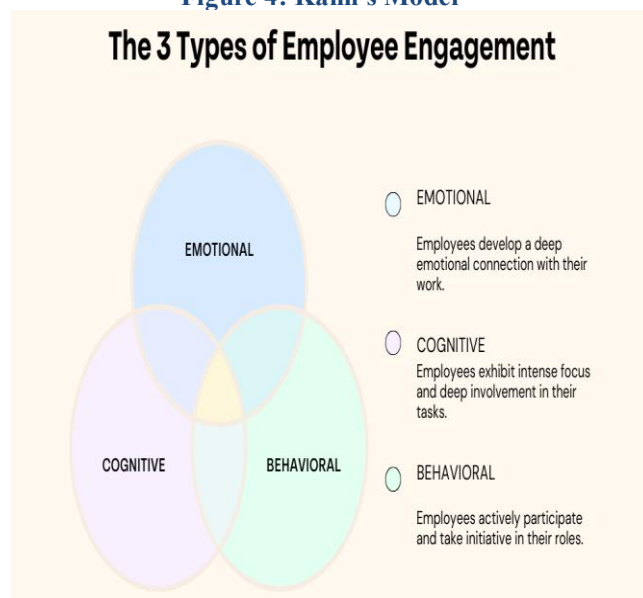 Figure 4: Kahn's Model
The 3 Types of Employee Engagement
EMOTIONAL
COGNITIVE
BEHAVIORAL
EMOTIONAL
Employees develop a deep
emotional connection with their
work.
COGNITIVE
Employees exhibit intense focus
and deep involvement in their
tasks.
BEHAVIORAL
Employees actively participate
and take initiative in their roles.